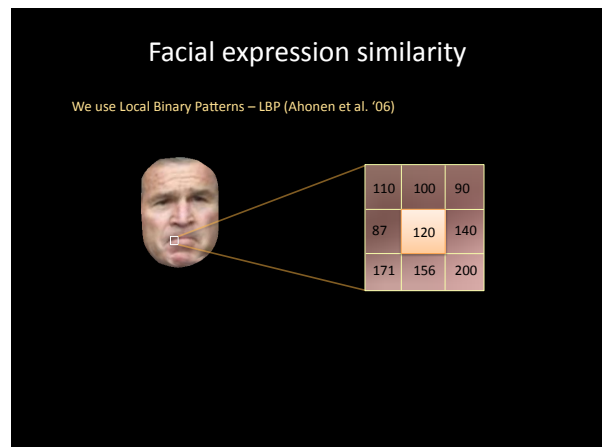 Facial expression similarity
We use Local Binary Patterns – LBP (Ahonen et al. ‘06)
110 100 90
87 120 140
171 156 200